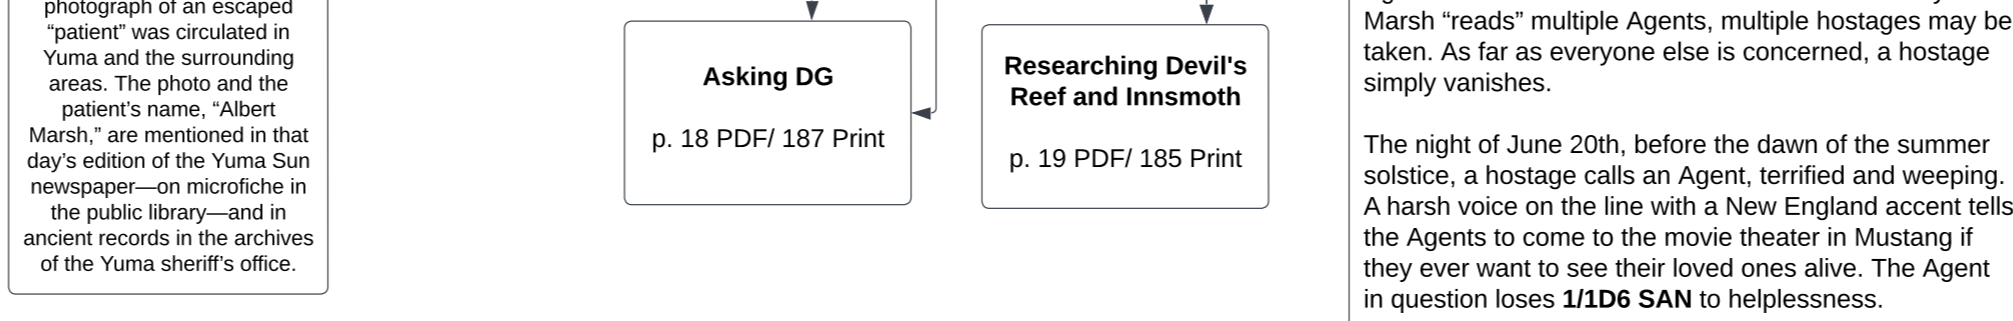 photograph of an escaped
“patient” was circulated in
Yuma and the surrounding
areas. The photo and the
patient’s name, “Albert
Marsh,” are mentioned in that
day’s edition of the Yuma Sun
newspaper—on microfiche in
the public library—and in
ancient records in the archives
of the Yuma sheriff’s office.
Asking DG
p. 18 PDF/ 187 Print
Researching Devil's
Reef and Innsmoth
p. 19 PDF/ 185 Print
Marsh “reads” multiple Agents, multiple hostages may be
taken. As far as everyone else is concerned, a hostage
simply vanishes.
The night of June 20th, before the dawn of the summer
solstice, a hostage calls an Agent, terrified and weeping.
A harsh voice on the line with a New England accent tells
the Agents to come to the movie theater in Mustang if
they ever want to see their loved ones alive. The Agent
in question loses 1/1D6 SAN to helplessness.